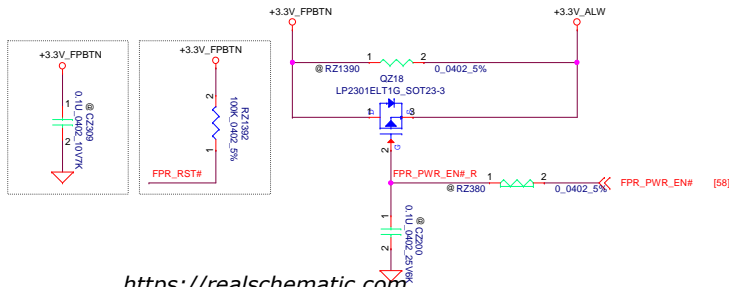 +3.3V_FPBTN
+3.3V_ALW
+3.3V_FPBTN
+3.3V_FPBTN
1
2
@ RZ1390
0_0402_5%
QZ18
LP2301ELT1G_SOT23-3
1
3
D
S
2
G
1
2
@ CZ309
0.1U_0402_10V7K
2
1
RZ1392
100K_0402_5%
FPR_RST#
FPR_PWR_EN#_R
1
2
@ RZ380
0_0402_5%
FPR_PWR_EN#
[58]
1
2
@ CZ200
0.1U_0402_25V6K
https://realschematic.com